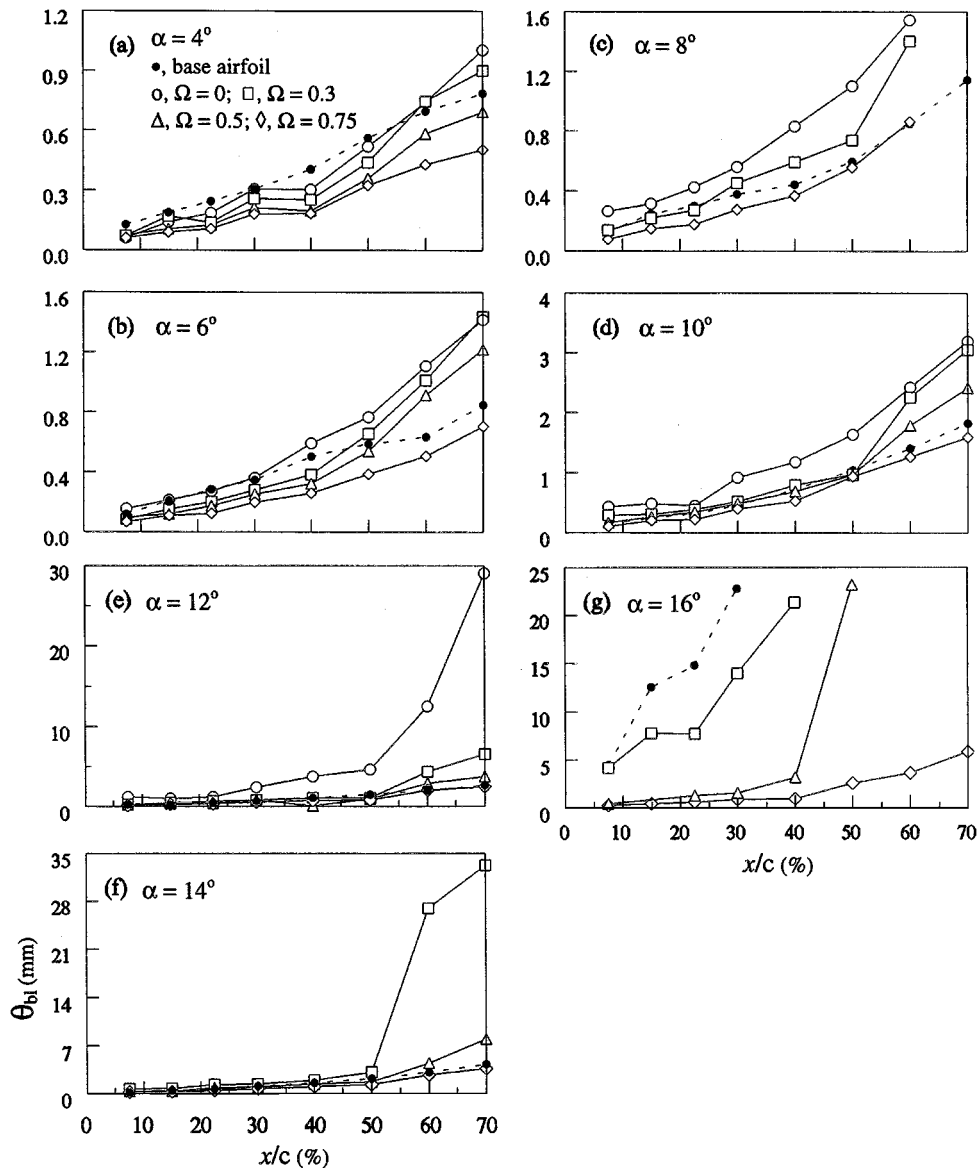 (a) α = 4°
●, base airfoil
o, Ω = 0; □, Ω = 0.3
Δ, Ω = 0.5; ◊, Ω = 0.75
1.2
0.9
0.6
0.3
0.0
(c) α = 8°
1.6
1.2
0.8
0.4
0.0
(b) α = 6°
1.6
1.2
0.8
0.4
0.0
(d) α = 10°
4
3
2
1
0
(e) α = 12°
30
20
10
0
(g) α = 16°
25
20
15
10
5
0
0 10 20 30 40 50 60 70
x/c (%)
(f) α = 14°
35
28
21
14
7
0
θbl (mm)
0 10 20 30 40 50 60 70
x/c (%)